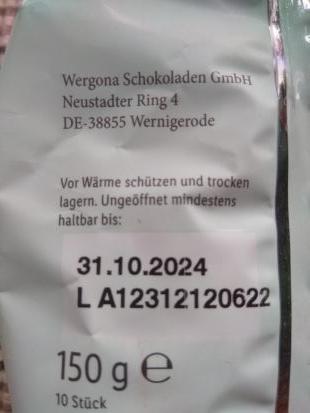 Wergona Schokoladen GmbH
Neustadter Ring 4
DE-38855 Wernigerode
Vor Wärme schützen und trocken
lagern. Ungeöffnet mindestens
haltbar bis:
31.10.2024
L A12312120622
150 g ℮
10 Stück